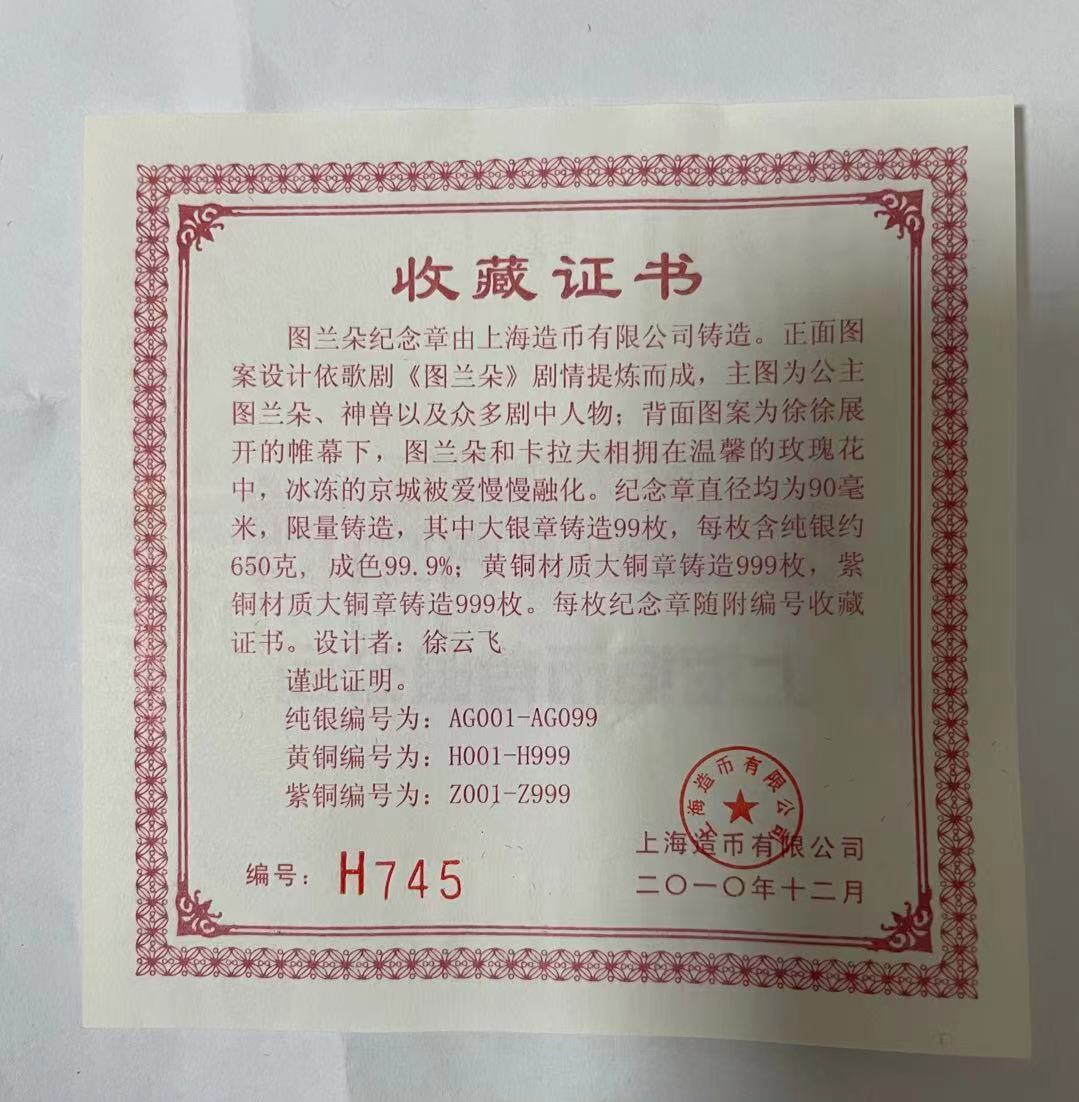 收藏证书
图兰朵纪念章由上海造币有限公司铸造。正面图
案设计依歌剧《图兰朵》剧情提炼而成，主图为公主
图兰朵、神兽以及众多剧中人物；背面图案为徐徐展
开的帷幕下，图兰朵和卡拉夫相拥在温馨的玫瑰花
中，冰冻的京城被爱慢慢融化。纪念章直径均为90毫
米，限量铸造，其中大银章铸造99枚，每枚含纯银约
650克，成色99.9%；黄铜材质大铜章铸造999枚，紫
铜材质大铜章铸造999枚。每枚纪念章随附编号收藏
证书。设计者：徐云飞
谨此证明。
纯银编号为：AG001-AG099
黄铜编号为：H001-H999
紫铜编号为：Z001-Z999
上海造币有限公司
上海造币有限公司
二〇一〇年十二月
编号：H745